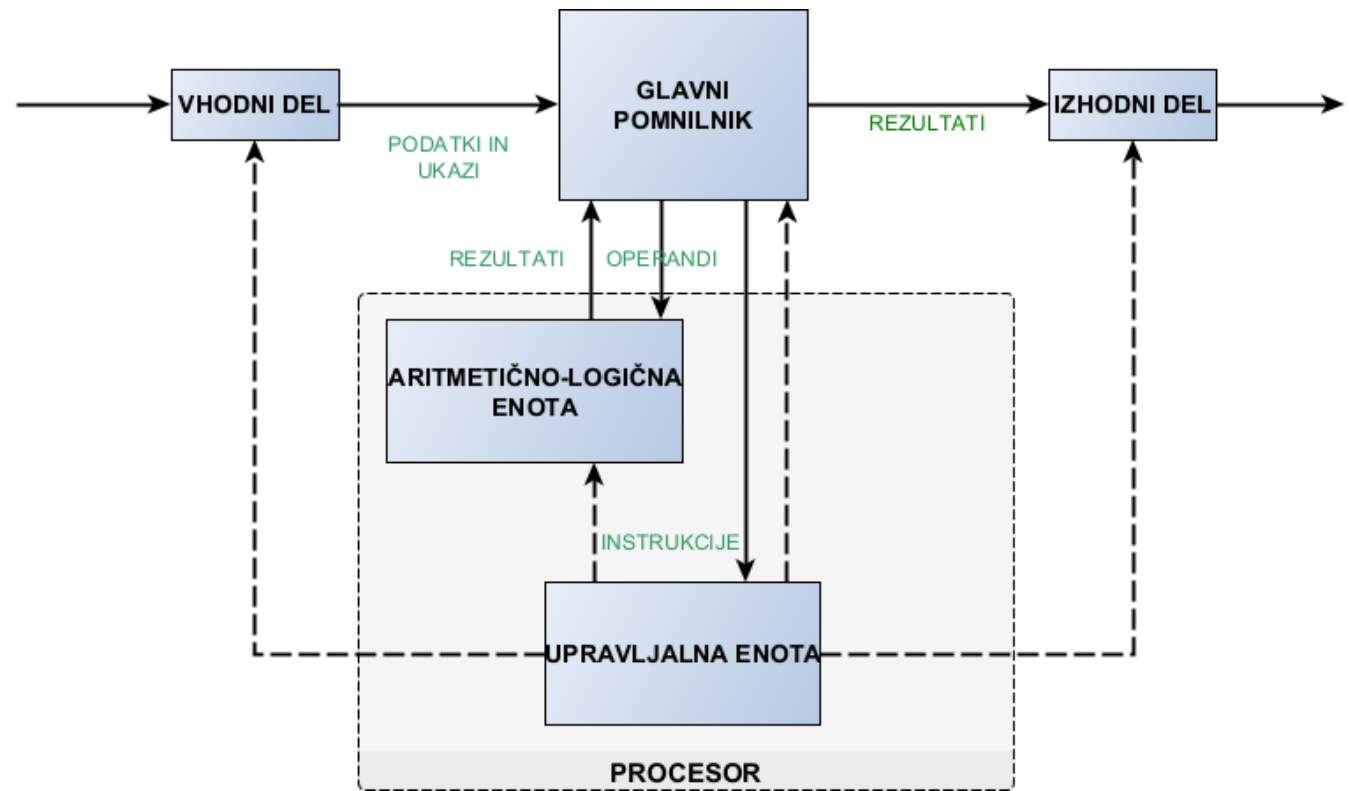 VHODNI DEL
PODATKI IN
UKAZI
GLAVNI
POMNILNIK
REZULTATI
IZHODNI DEL
REZULTATI
OPERANDI
ARITMETIČNO-LOGIČNA
ENOTA
INSTRUKCIJE
UPRAVLJALNA ENOTA
PROCESOR